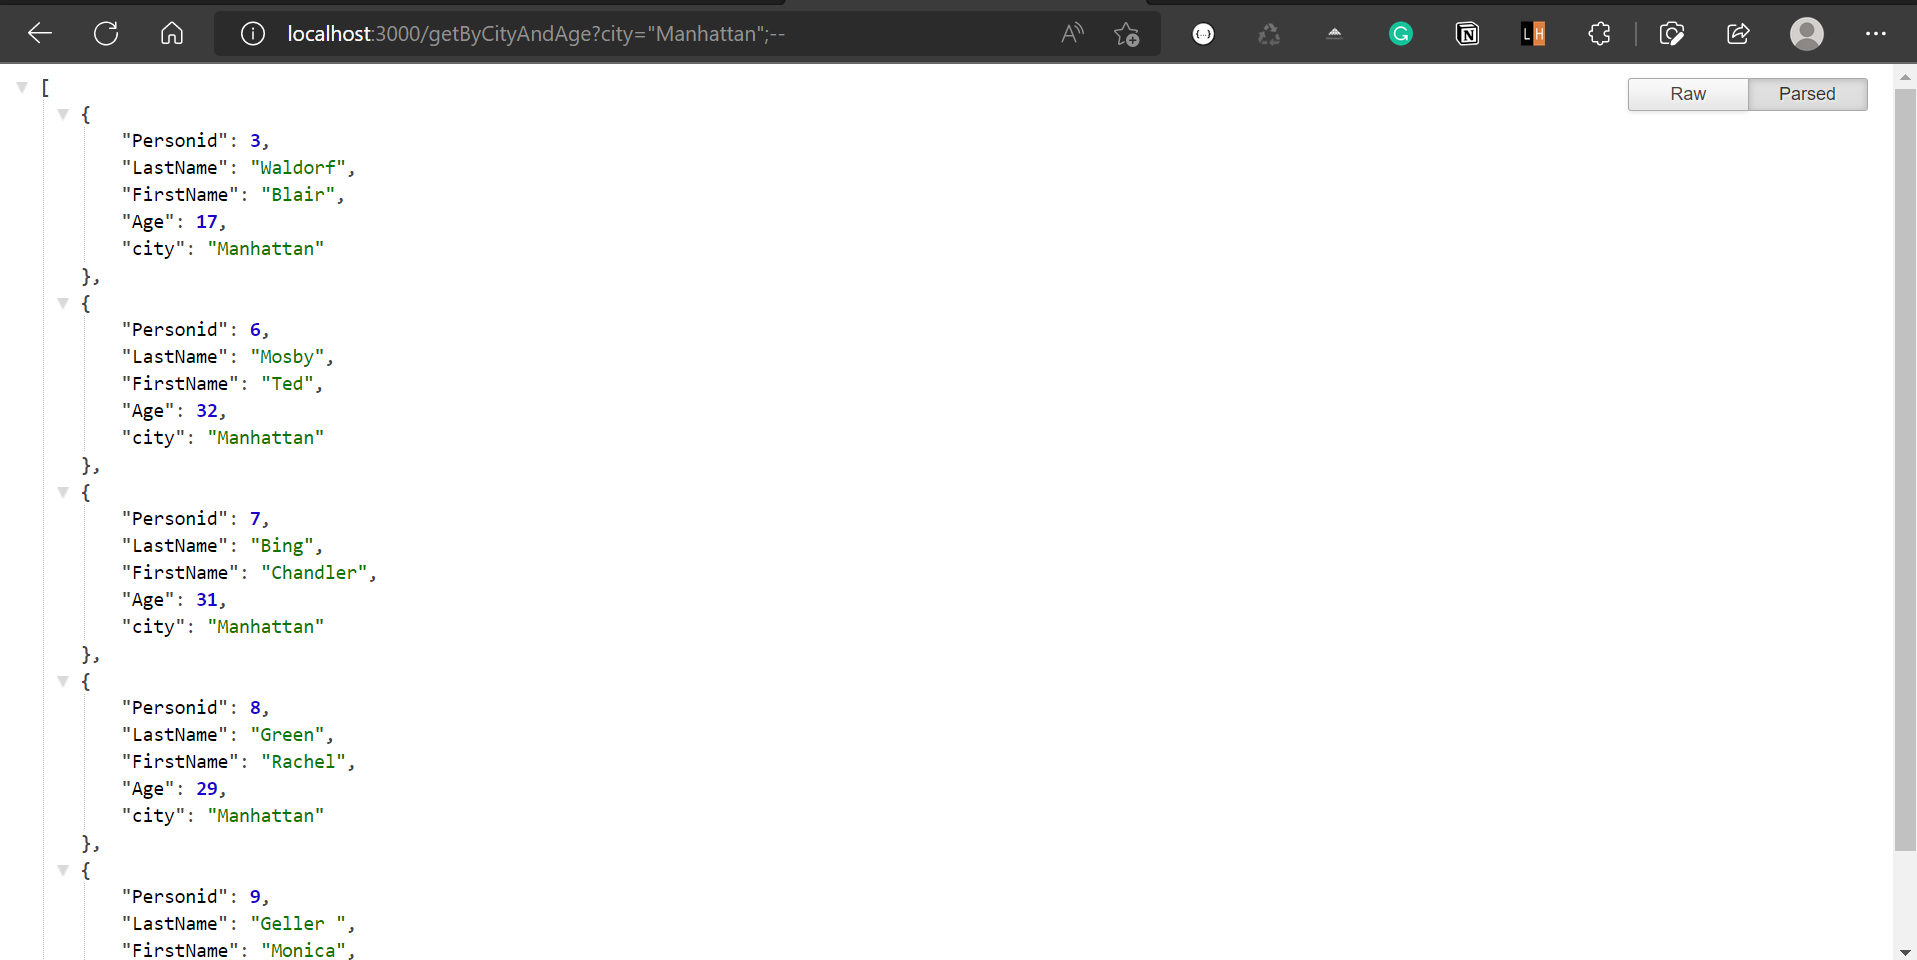 localhost:3000/getByCityAndAge?city="Manhattan";--
Raw Parsed
[
{
"Personid": 3,
"LastName": "Waldorf",
"FirstName": "Blair",
"Age": 17,
"city": "Manhattan"
},
{
"Personid": 6,
"LastName": "Mosby",
"FirstName": "Ted",
"Age": 32,
"city": "Manhattan"
},
{
"Personid": 7,
"LastName": "Bing",
"FirstName": "Chandler",
"Age": 31,
"city": "Manhattan"
},
{
"Personid": 8,
"LastName": "Green",
"FirstName": "Rachel",
"Age": 29,
"city": "Manhattan"
},
{
"Personid": 9,
"LastName": "Geller ",
"FirstName": "Monica",